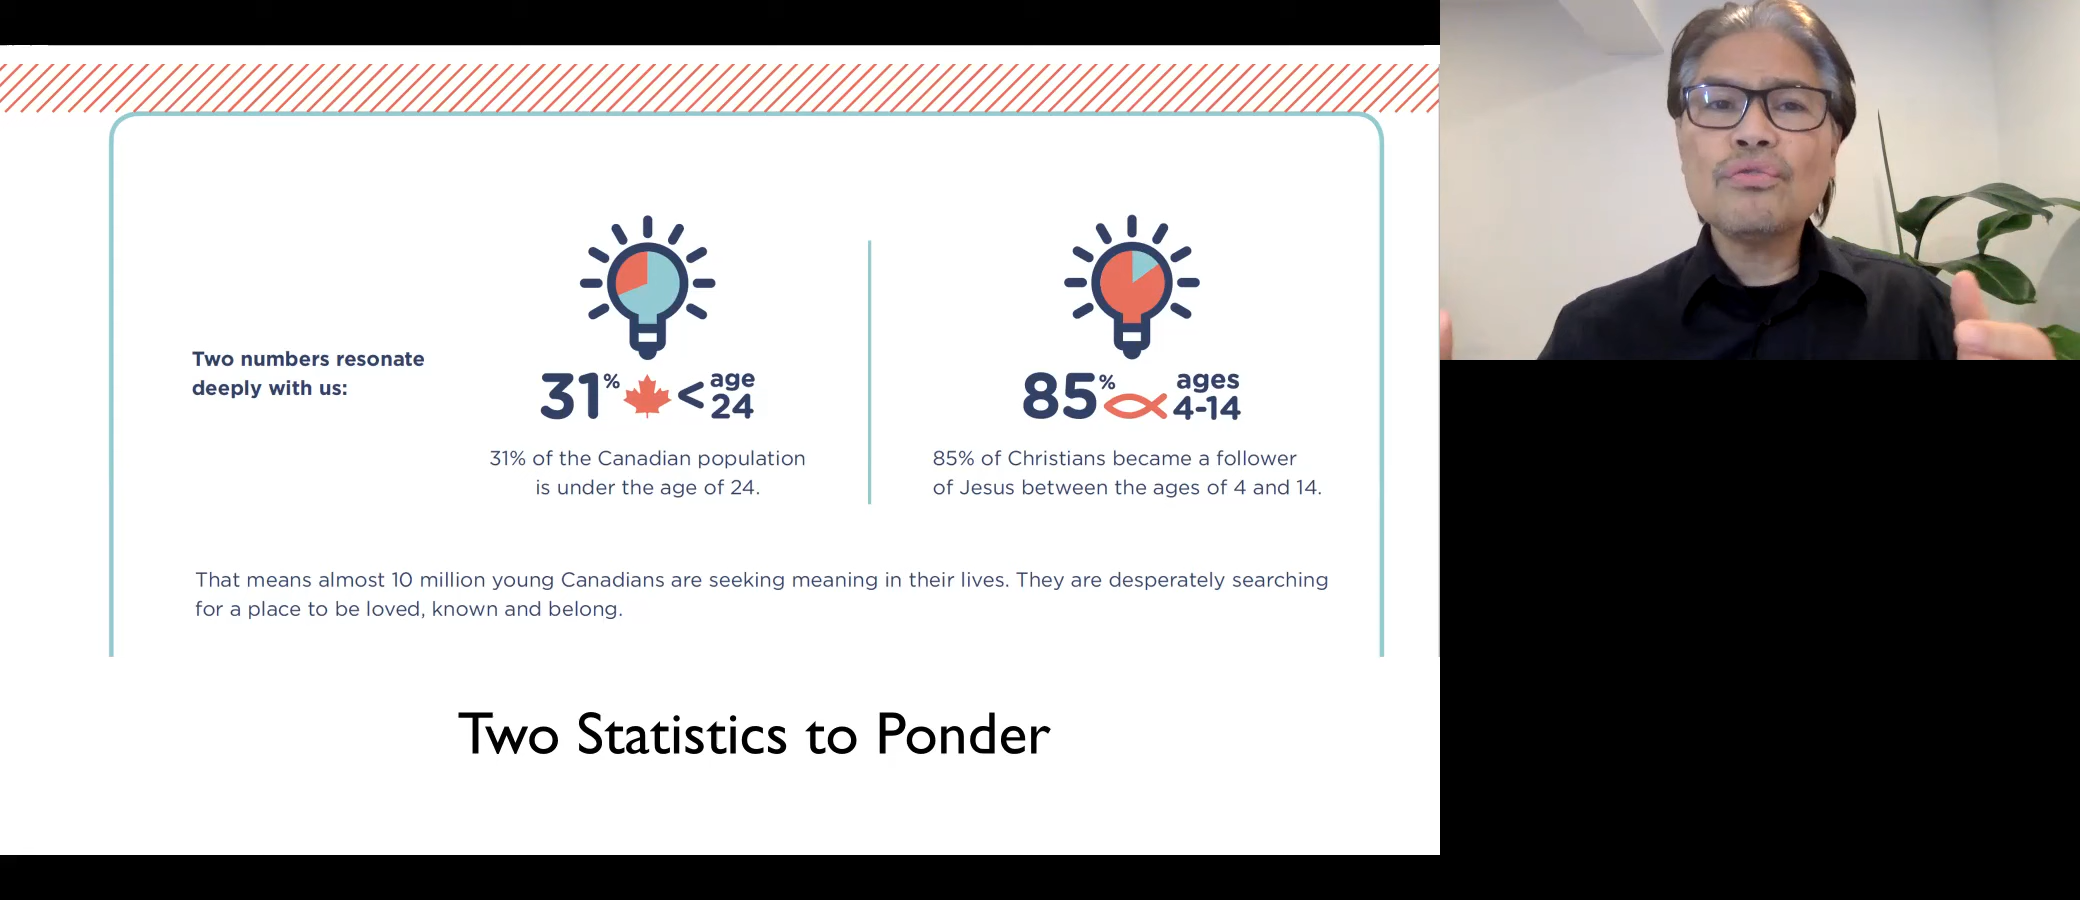 Two numbers resonate
deeply with us:
31% < age 24
31% of the Canadian population
is under the age of 24.
85% ages 4-14
85% of Christians became a follower
of Jesus between the ages of 4 and 14.
That means almost 10 million young Canadians are seeking meaning in their lives. They are desperately searching
for a place to be loved, known and belong.
Two Statistics to Ponder